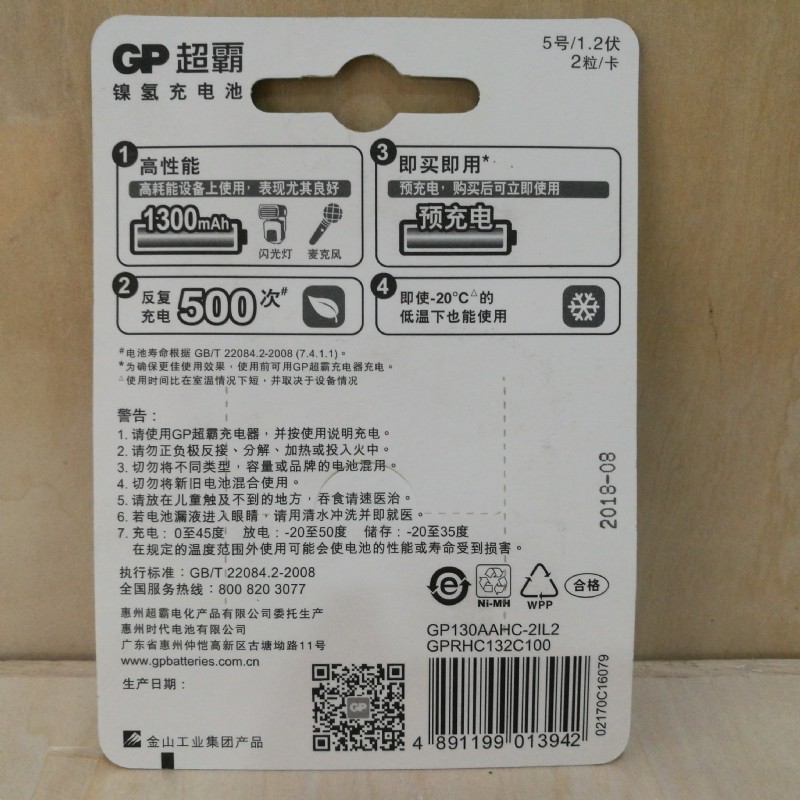 GP 超霸
镍氢充电池
5号/1.2伏
2粒/卡
1 高性能
高耗能设备上使用，表现尤其良好
1300mAh
闪光灯 麦克风
2 反复充电 500次#
3 即买即用*
预充电，购买后可立即使用
预充电
4 即使-20°C△的
低温下也能使用
#电池寿命根据 GB/T 22084.2-2008 (7.4.1.1)。
*为确保更佳使用效果，使用前可用GP超霸充电器充电。
△使用时间比在室温情况下短，并取决于设备情况
警告：
1. 请使用GP超霸充电器，并按使用说明充电。
2. 请勿正负极反接、分解、加热或投入火中。
3. 切勿将不同类型，容量或品牌的电池混用。
4. 切勿将新旧电池混合使用。
5. 请放在儿童触及不到的地方，吞食请速医治。
6. 若电池漏液进入眼睛，请用清水冲洗并即就医。
7. 充电：0至45度 放电：-20至50度 储存：-20至35度
在规定的温度范围外使用可能会使电池的性能或寿命受到损害。
2018-08
执行标准：GB/T 22084.2-2008
全国服务热线：800 820 3077
惠州超霸电化产品有限公司委托生产
惠州时代电池有限公司
广东省惠州仲恺高新区古塘坳路11号
www.gpbatteries.com.cn
生产日期：
金山工业集团产品
e
Ni-MH
WPP
合格
GP130AAHC-2IL2
GPRHC132C100
GP
4 891199 013942
02170C16079